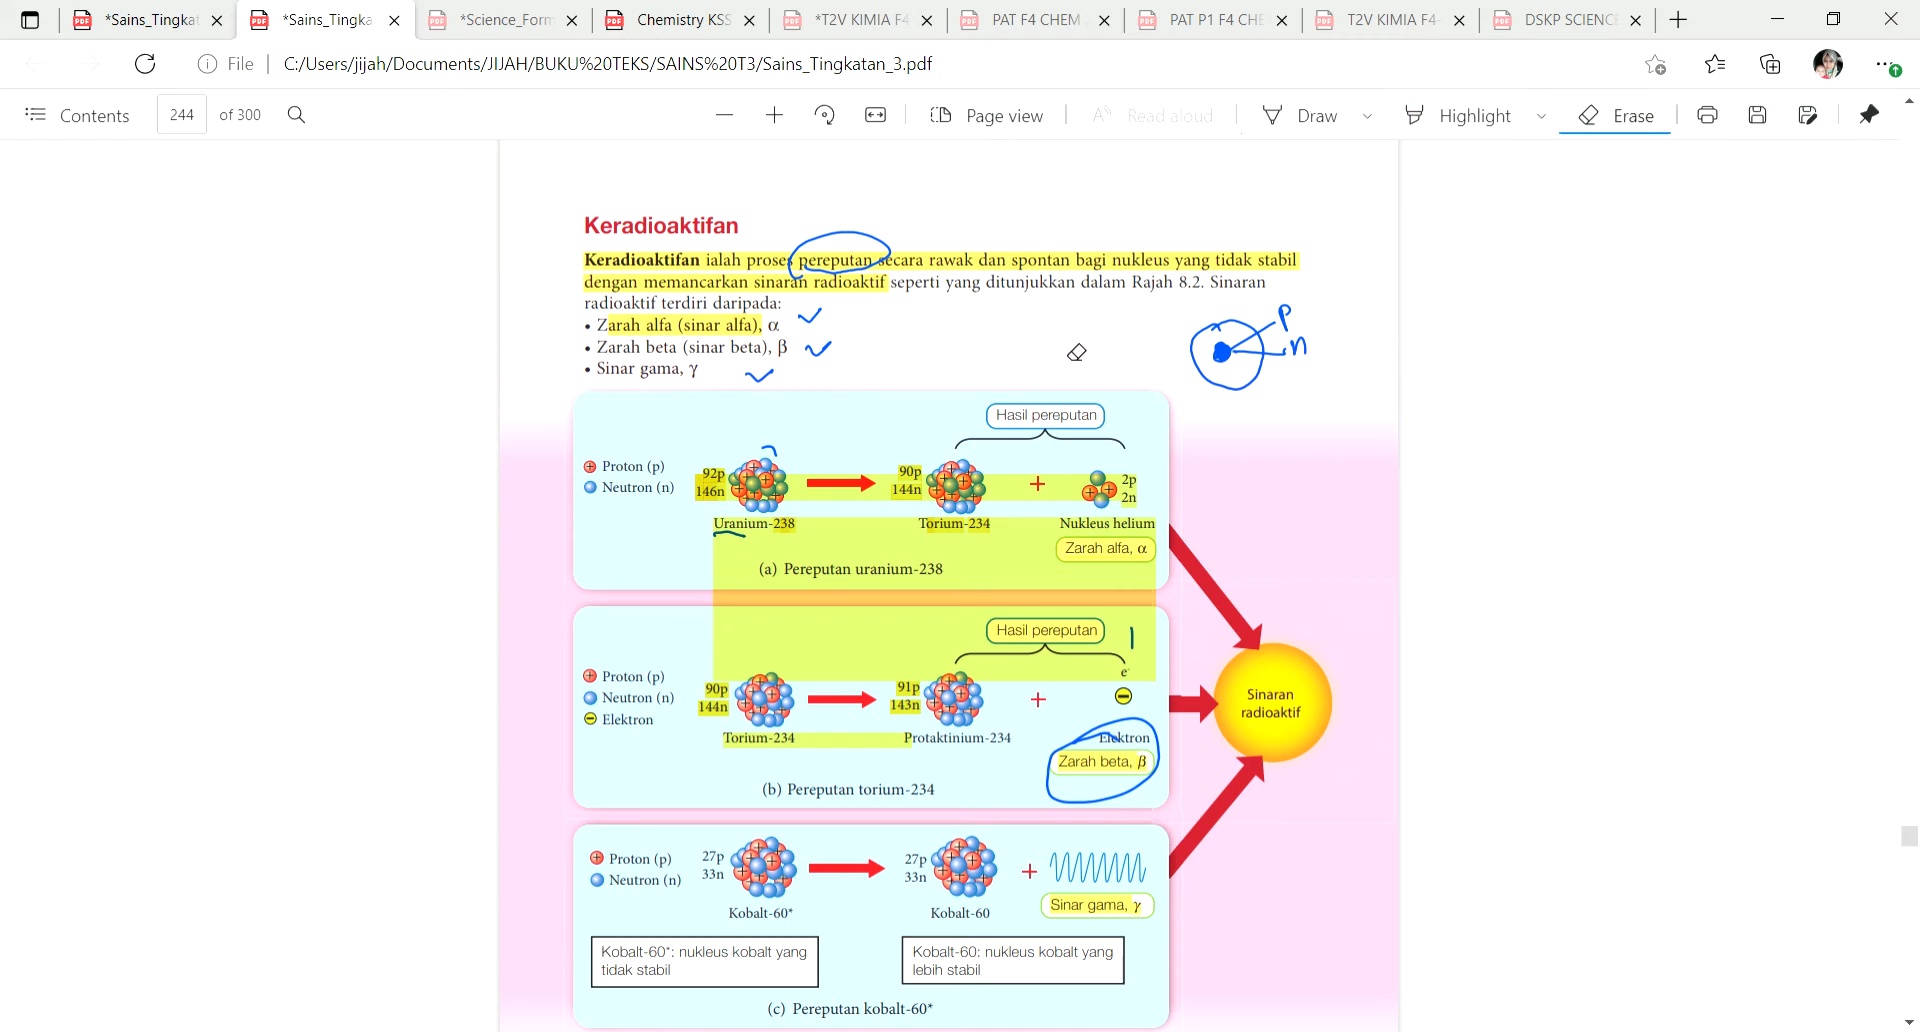 *Sains_Tingkat
*Sains_Tingka
*Science_Form
Chemistry KSS
*T2V KIMIA F4
PAT F4 CHEM
PAT P1 F4 CHE
T2V KIMIA F4
DSKP SCIENCE
File
C:/Users/jijah/Documents/JIJAH/BUKU%20TEKS/SAINS%20T3/Sains_Tingkatan_3.pdf
Contents
244
of 300
Page view
Read aloud
Draw
Highlight
Erase
Keradioaktifan
Keradioaktifan ialah proses pereputan secara rawak dan spontan bagi nukleus yang tidak stabil
dengan memancarkan sinaran radioaktif seperti yang ditunjukkan dalam Rajah 8.2. Sinaran
radioaktif terdiri daripada:
• Zarah alfa (sinar alfa), α
• Zarah beta (sinar beta), β
• Sinar gama, γ
p
n
Hasil pereputan
Proton (p)
Neutron (n)
92p
146n
90p
144n
2p
2n
Uranium-238
Torium-234
Nukleus helium
Zarah alfa, α
(a) Pereputan uranium-238
Hasil pereputan
Proton (p)
Neutron (n)
Elektron
90p
144n
91p
143n
e-
Torium-234
Protaktinium-234
Elektron
Zarah beta, β
(b) Pereputan torium-234
Sinaran
radioaktif
Proton (p)
Neutron (n)
27p
33n
27p
33n
Kobalt-60*
Kobalt-60
Sinar gama, γ
Kobalt-60*: nukleus kobalt yang
tidak stabil
Kobalt-60: nukleus kobalt yang
lebih stabil
(c) Pereputan kobalt-60*